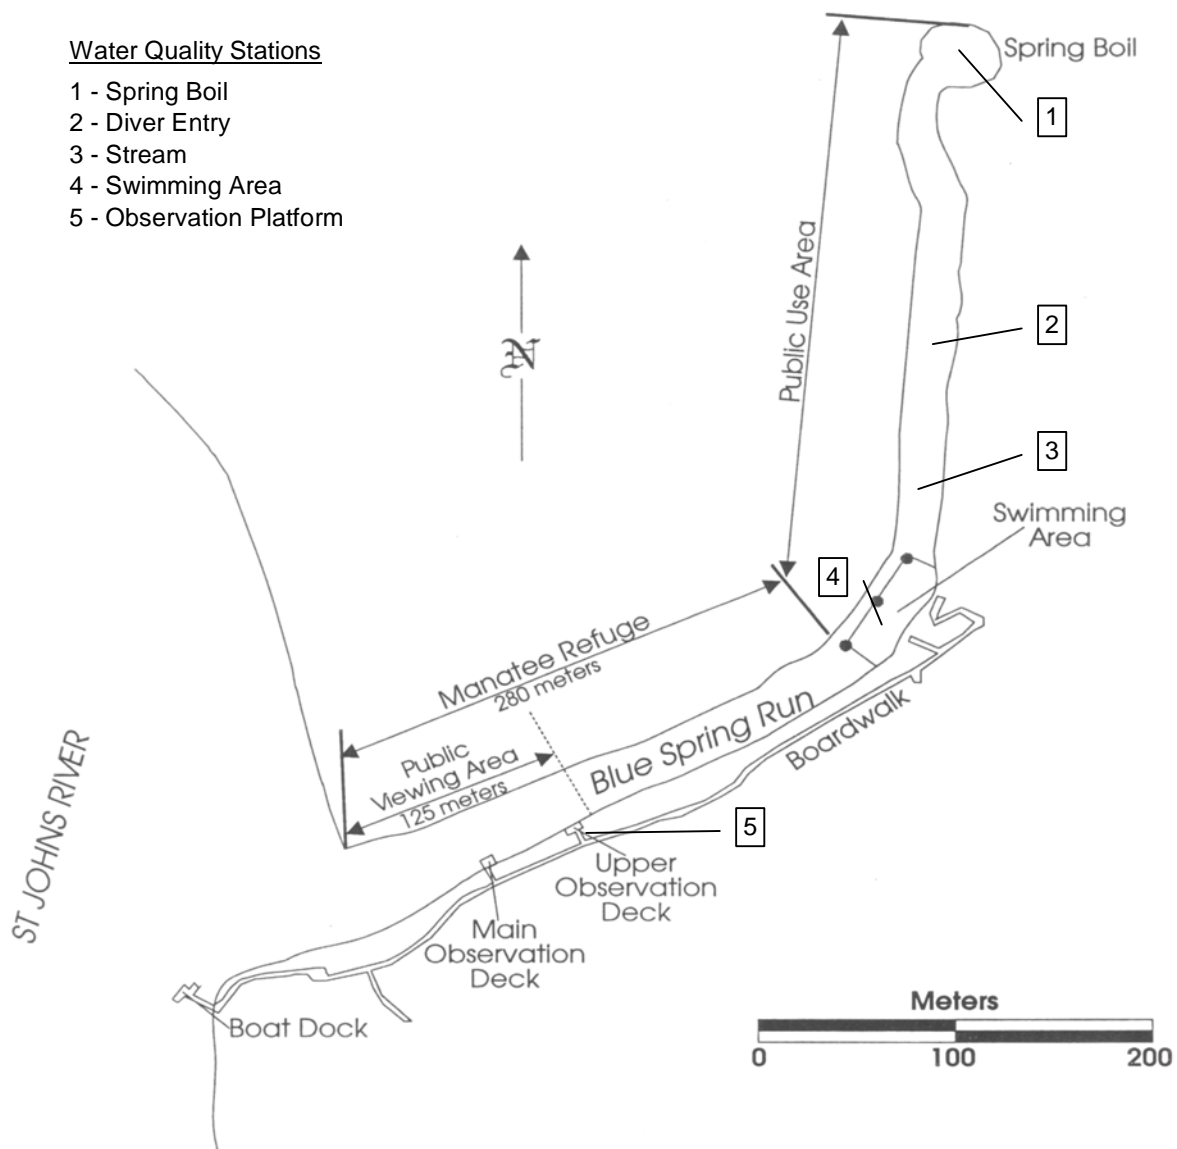 Water Quality Stations
1 - Spring Boil
2 - Diver Entry
3 - Stream
4 - Swimming Area
5 - Observation Platform
Spring Boil
1
Public Use Area
N
2
3
Swimming
Area
4
Manatee Refuge
280 meters
Public
Viewing Area
125 meters
Blue Spring Run
Boardwalk
5
Upper
Observation
Deck
ST JOHNS RIVER
Main
Observation
Deck
Boat Dock
Meters
0 100 200